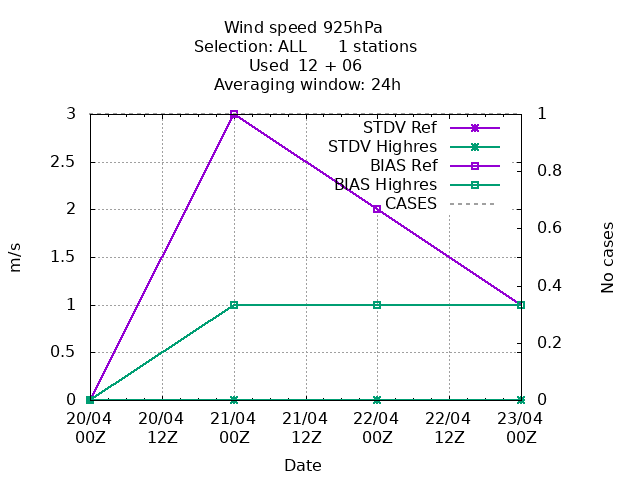 Wind speed 925hPa
Selection: ALL      1 stations
Used  12 + 06
Averaging window: 24h
3
2.5
2
1.5
1
0.5
0
m/s
1
0.8
0.6
0.4
0.2
0
No cases
STDV Ref
STDV Highres
BIAS Ref
BIAS Highres
CASES
20/04 20/04 21/04 21/04 22/04 22/04 23/04
00Z 12Z 00Z 12Z 00Z 12Z 00Z
Date